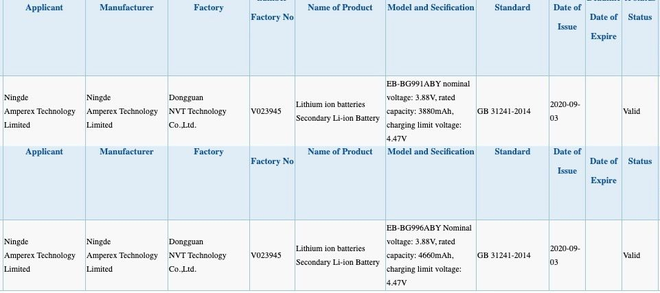 Applicant
Manufacturer
Factory
Factory No
Name of Product
Model and Secification
Standard
Date of
Issue
Date of
Expire
Status
Ningde
Amperex Technology
Limited
Ningde
Amperex Technology
Limited
Dongguan
NVT Technology
Co.,Ltd.
V023945
Lithium ion batteries
Secondary Li-ion Battery
EB-BG991ABY nominal
voltage: 3.88V, rated
capacity: 3880mAh,
charging limit voltage:
4.47V
GB 31241-2014
2020-09-
03
Valid
Applicant
Manufacturer
Factory
Factory No
Name of Product
Model and Secification
Standard
Date of
Issue
Date of
Expire
Status
Ningde
Amperex Technology
Limited
Ningde
Amperex Technology
Limited
Dongguan
NVT Technology
Co.,Ltd.
V023945
Lithium ion batteries
Secondary Li-ion Battery
EB-BG996ABY Nominal
voltage: 3.88V, rated
capacity: 4660mAh,
charging limit voltage:
4.47V
GB 31241-2014
2020-09-
03
Valid